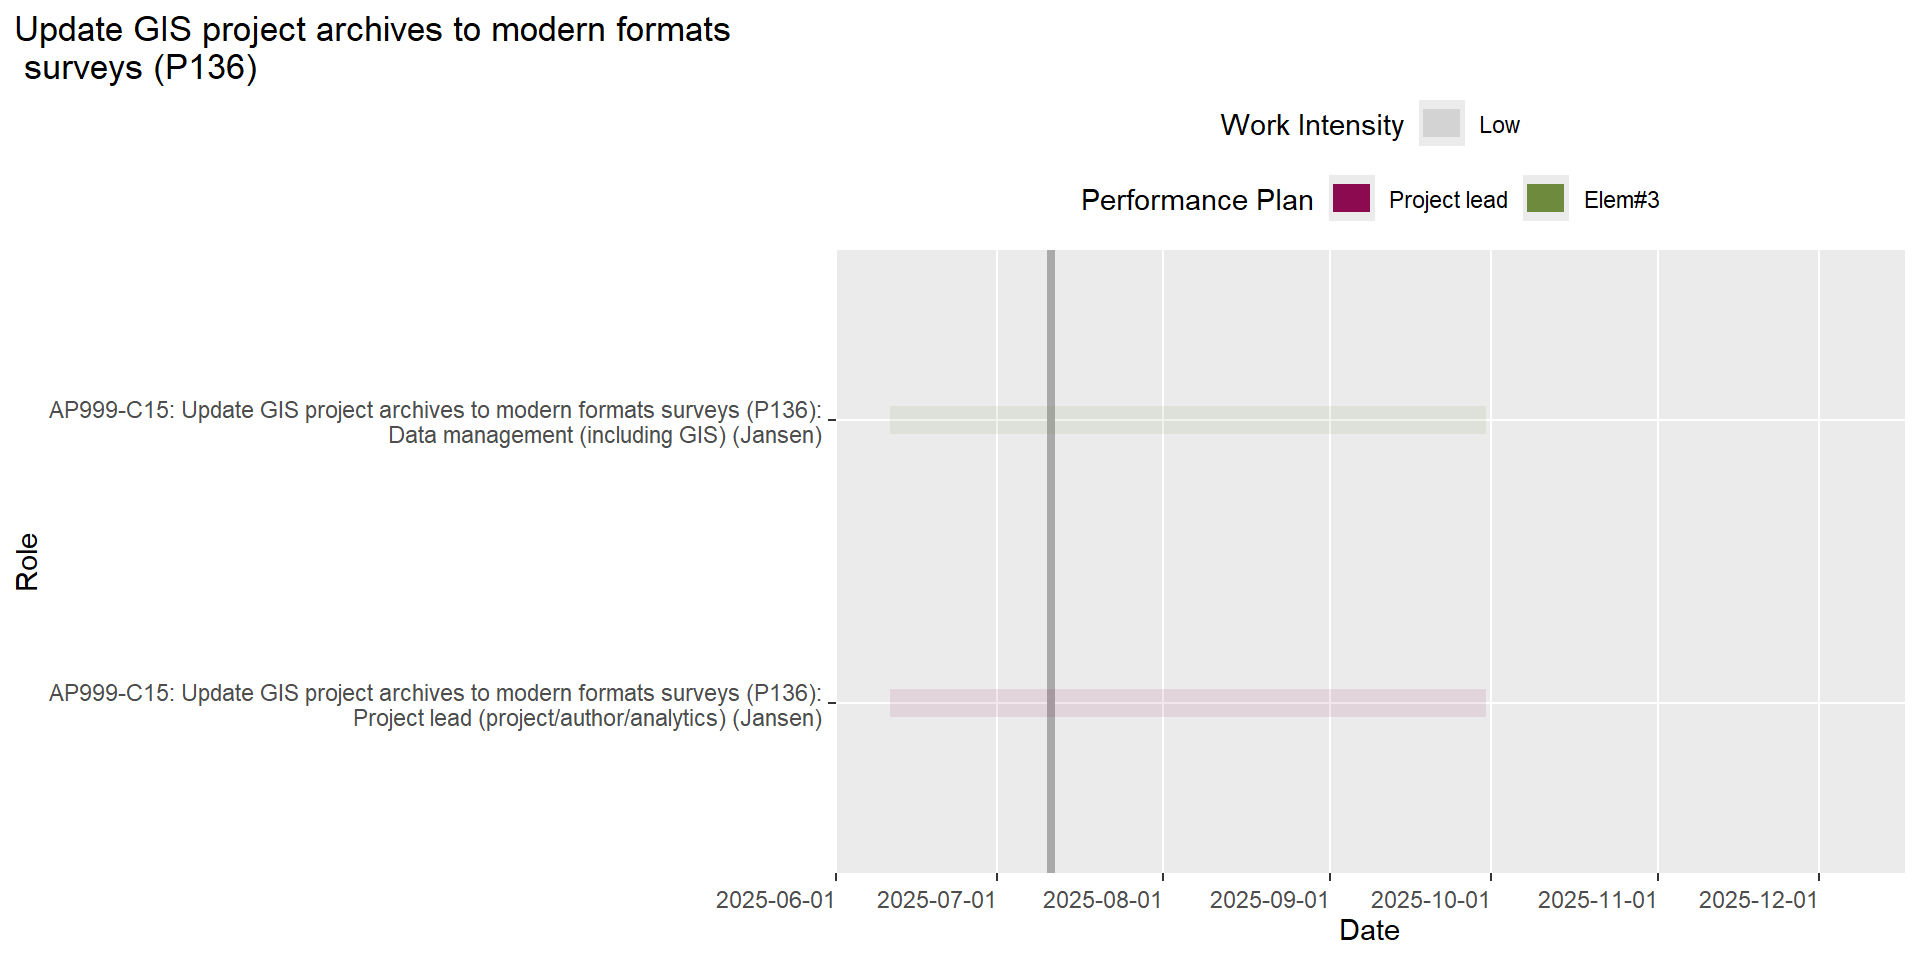 Update GIS project archives to modern formats
surveys (P136)
Work Intensity Low
Performance Plan Project lead Elem#3
AP999-C15: Update GIS project archives to modern formats surveys (P136):
Data management (including GIS) (Jansen)
Role
AP999-C15: Update GIS project archives to modern formats surveys (P136):
Project lead (project/author/analytics) (Jansen)
2025-06-01 2025-07-01 2025-08-01 2025-09-01 2025-10-01 2025-11-01 2025-12-01
Date